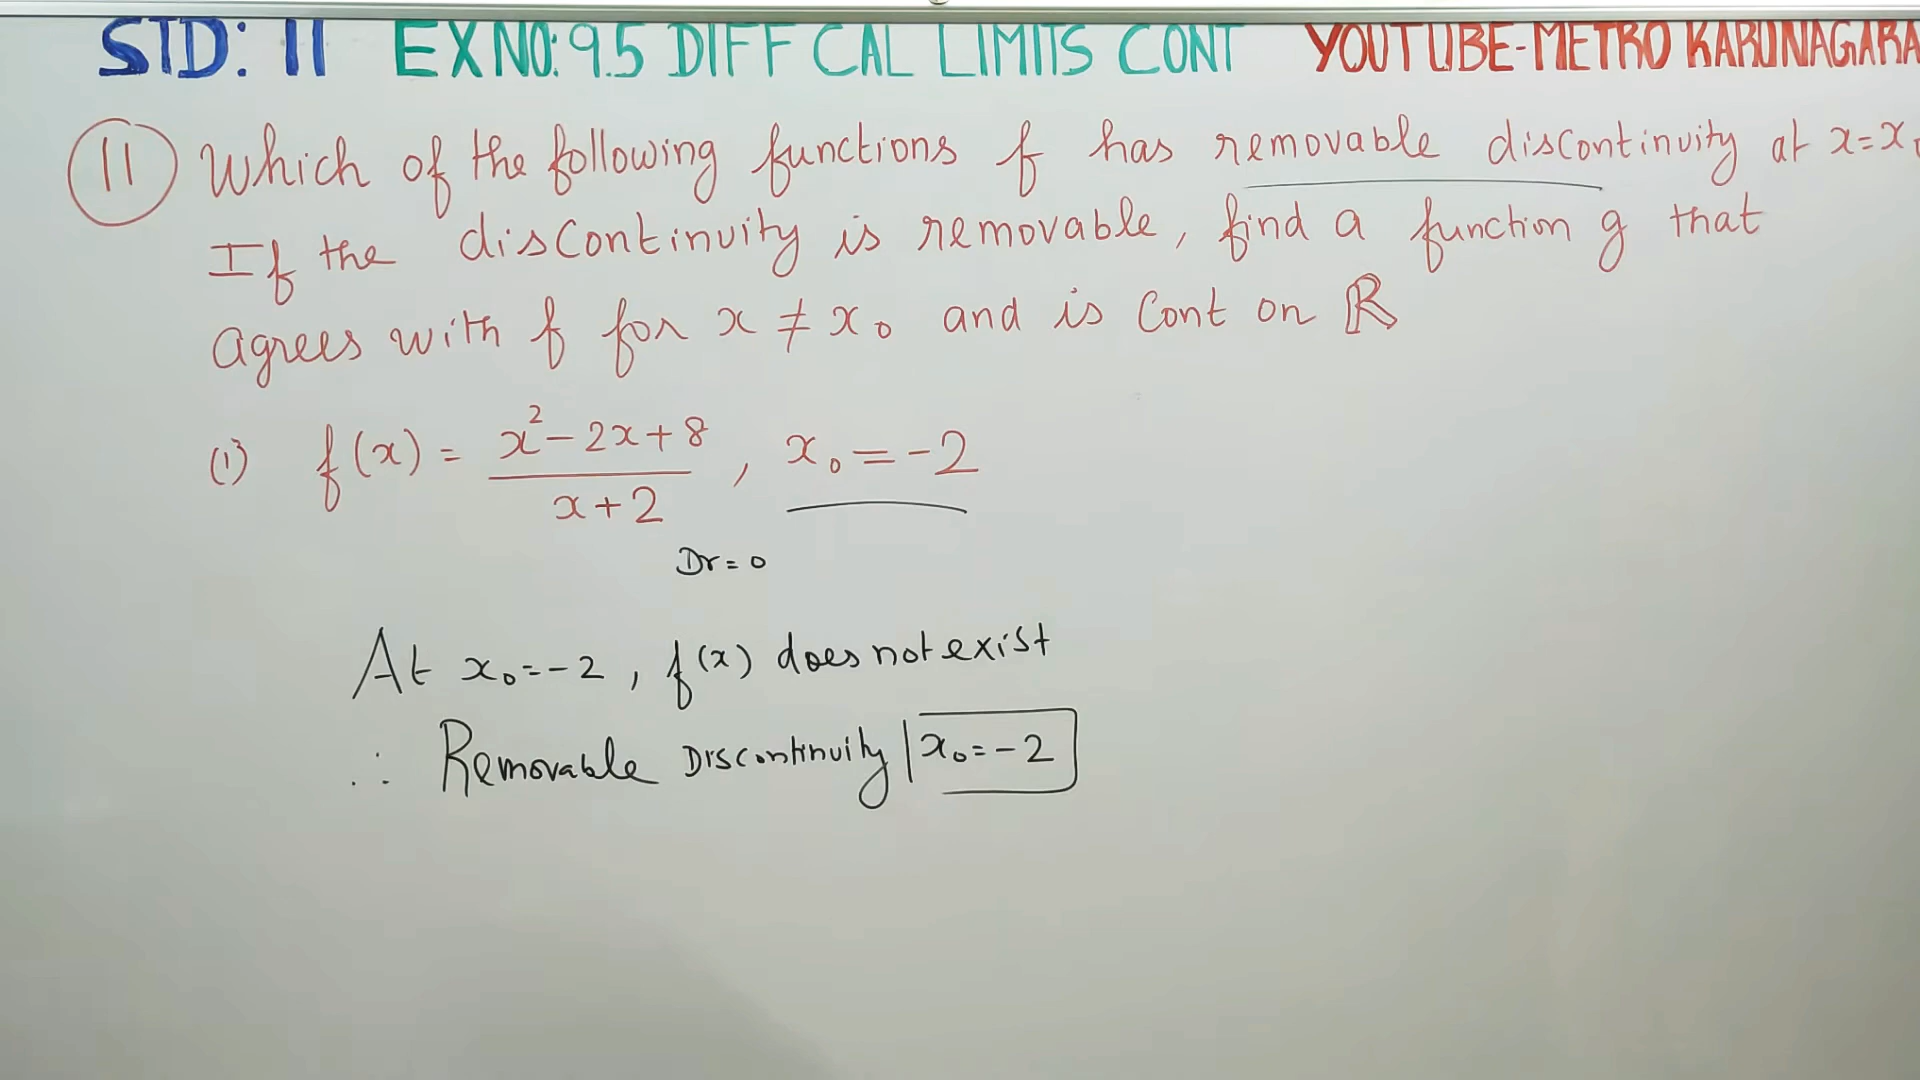 STD: 11 EX NO: 9.5 DIFF CAL LIMITS CONT YOUTUBE-METRO KARUNAGARA
11 Which of the following functions f has removable discontinuity at x=x₀
If the discontinuity is removable, find a function g that
agrees with f for x ≠ x₀ and is Cont on ℝ
(i) f(x) = x²-2x+8 / x+2 , x₀ = -2
Dr = 0
At x₀ = -2, f(x) does not exist
∴ Removable Discontinuity | x₀ = -2